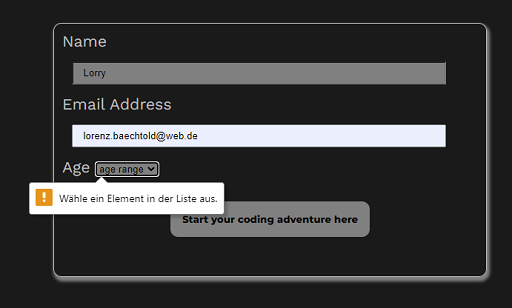 Name
Lorry
Email Address
lorenz.baechtold@web.de
Age age range
Wähle ein Element in der Liste aus.
Start your coding adventure here